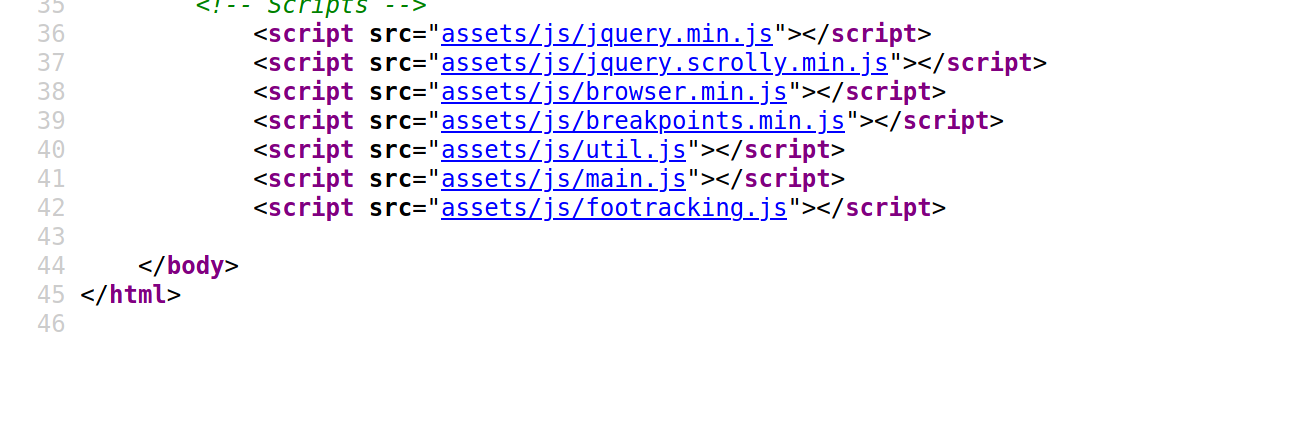 35 <!-- Scripts -->
36 <script src="assets/js/jquery.min.js"></script>
37 <script src="assets/js/jquery.scrolly.min.js"></script>
38 <script src="assets/js/browser.min.js"></script>
39 <script src="assets/js/breakpoints.min.js"></script>
40 <script src="assets/js/util.js"></script>
41 <script src="assets/js/main.js"></script>
42 <script src="assets/js/footracking.js"></script>
43
44 </body>
45 </html>
46